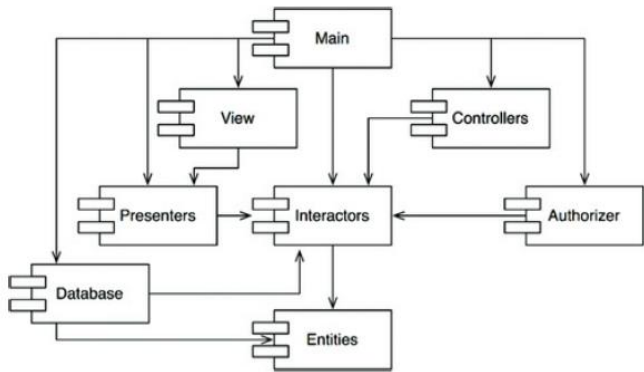 Main
View
Controllers
Presenters
Interactors
Authorizer
Database
Entities